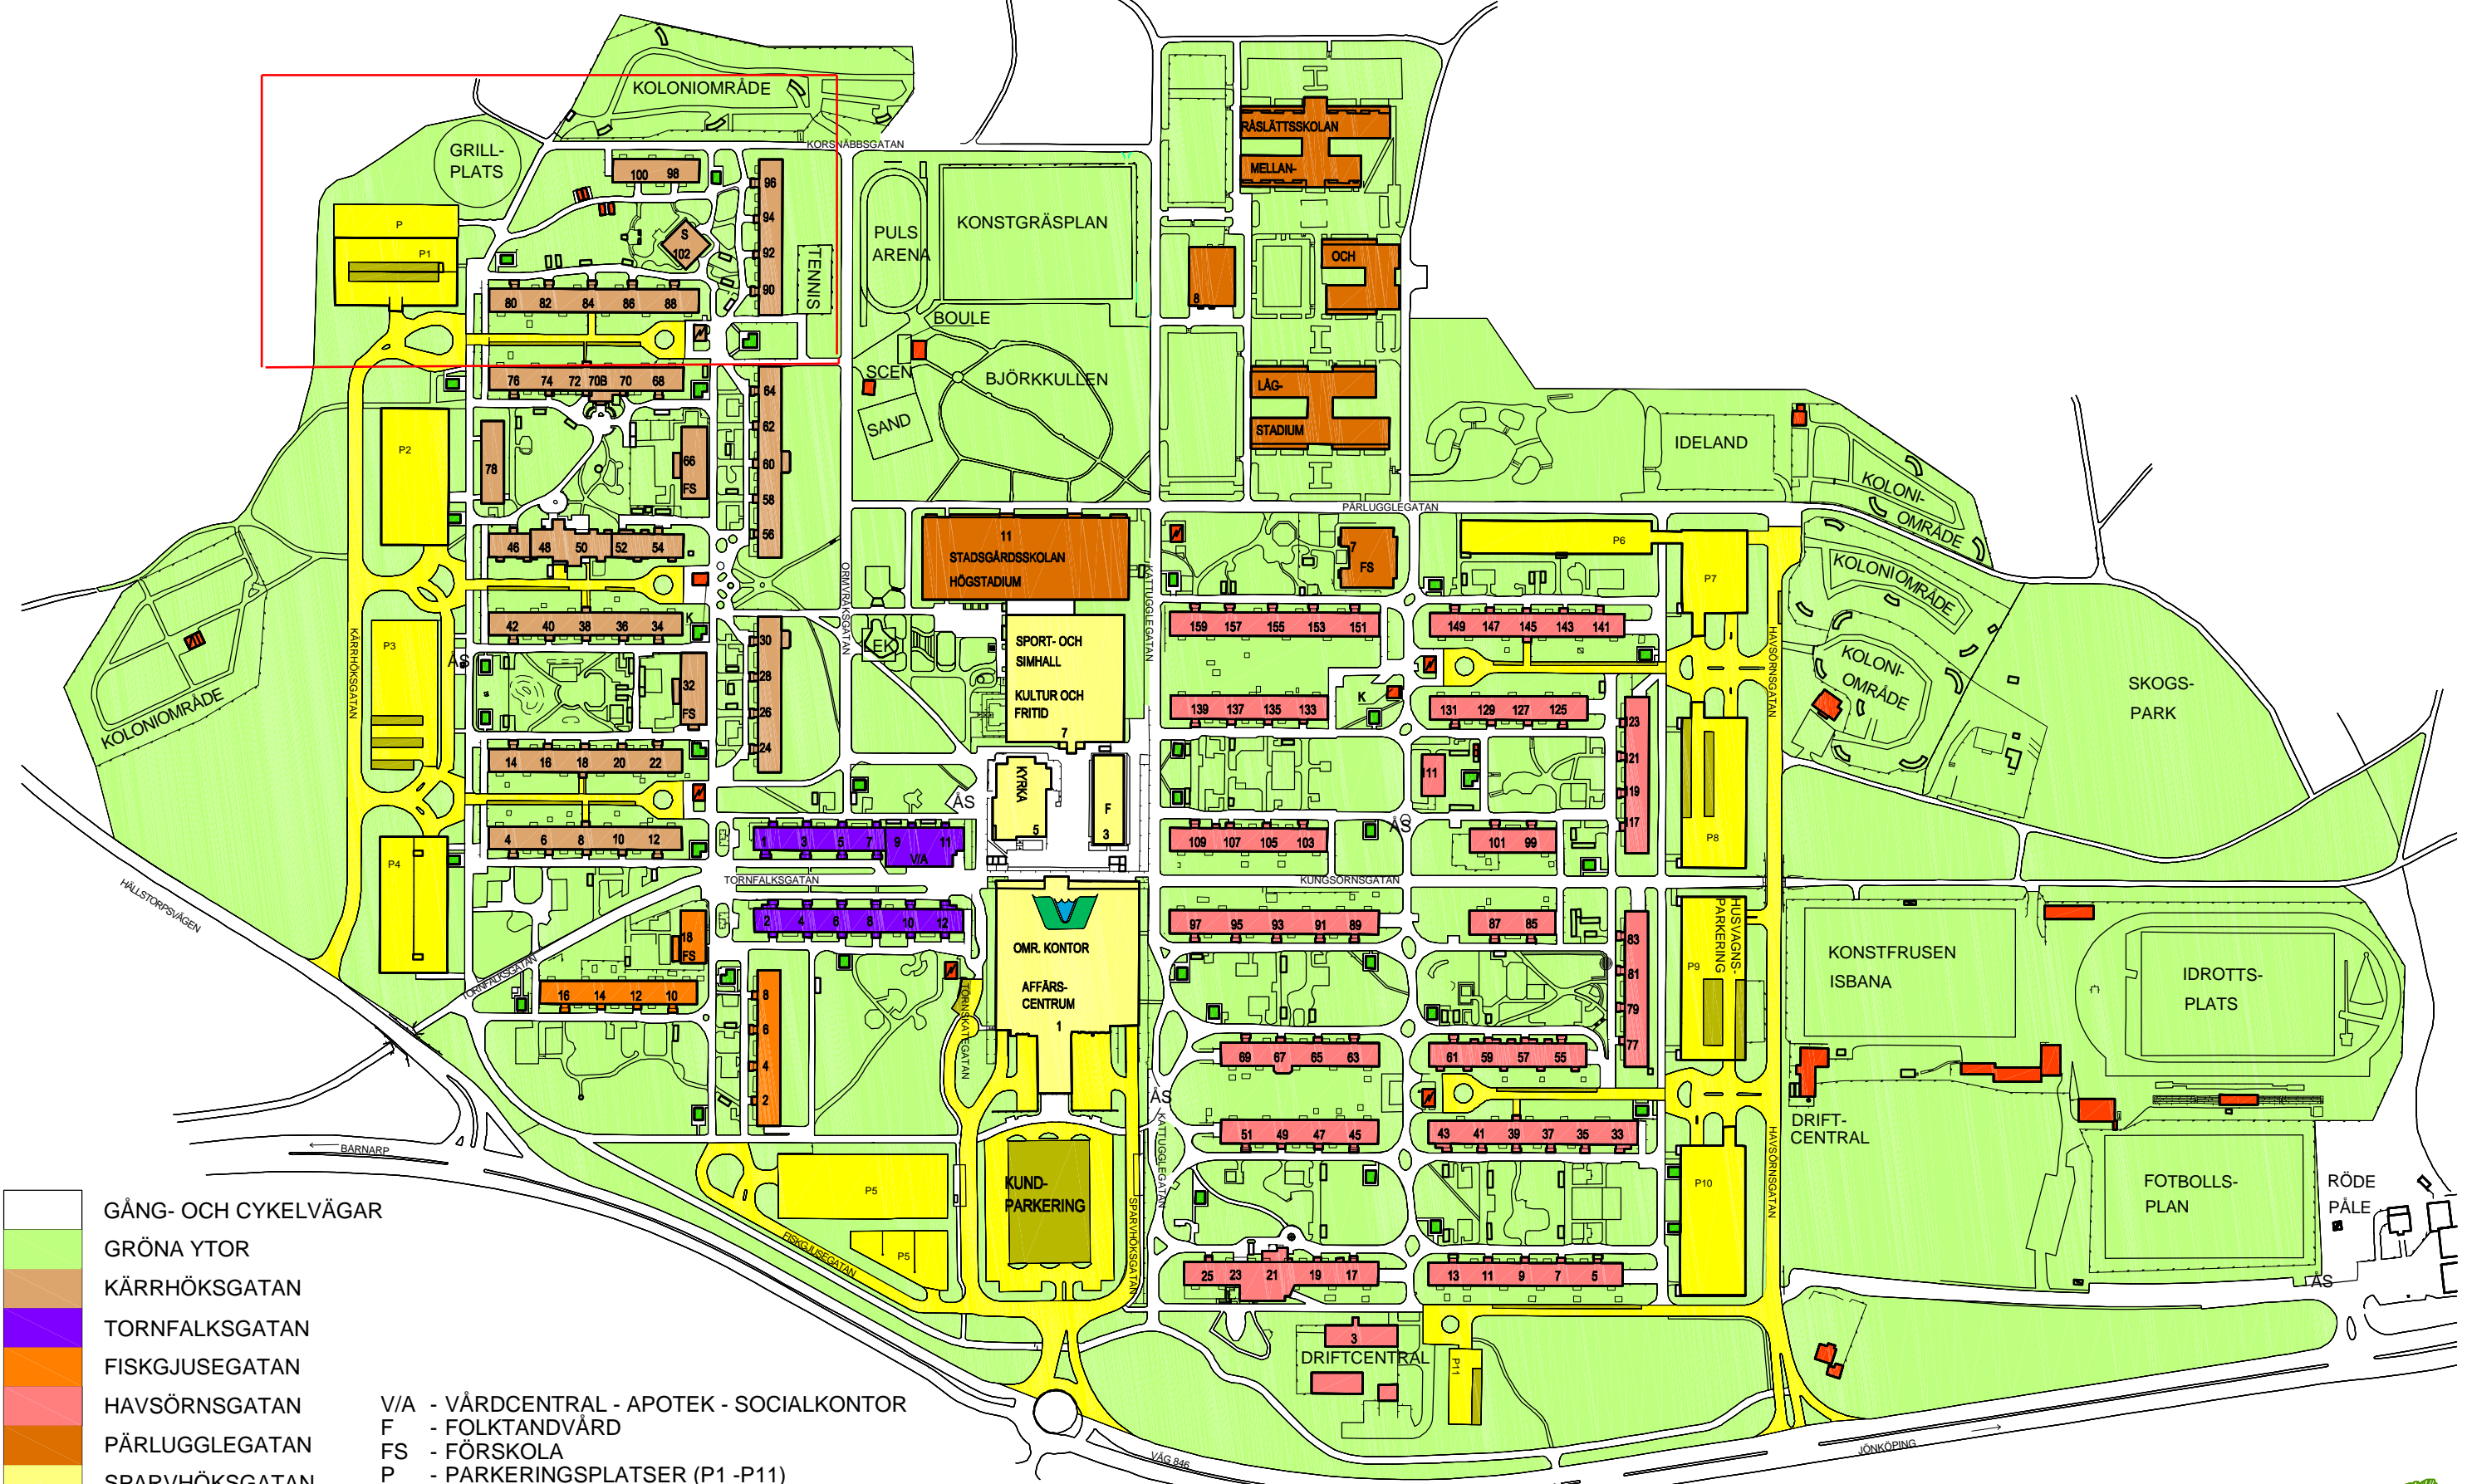 KOLONIOMRÅDE
KORSNÄBBSGATAN
GRILL-
PLATS
100 98
96
94
92
90
S
102
TENNIS
P
P1
80 82 84 86 88
PULS
ARENA
KONSTGRÄSPLAN
BOULE
SCEN
BJÖRKKULLEN
SAND
RÅSLÄTTSSKOLAN
MELLAN-
OCH
8
LÅG-
STADIUM
IDELAND
KOLONI-
OMRÅDE
76 74 72 70B 70 68
64
62
60
58
56
P2
78
66
FS
46 48 50 52 54
42 40 38 36 34
K
KÄRRHÖKSGATAN
P3
ÅS
KOLONIOMRÅDE
32
FS
30
28
26
24
14 16 18 20 22
4 6 8 10 12
P4
HÄLLSTORPSVÄGEN
ORMVRÅKSGATAN
11
STADSGÅRDSSKOLAN
HÖGSTADIUM
LEK
SPORT- OCH
SIMHALL
KULTUR OCH
FRITID
7
KYRKA
5
F
3
ÅS
KATTUGGLEGATAN
PÄRLUGGLEGATAN
7
FS
P6
P7
KOLONIOMRÅDE
KOLONI-
OMRÅDE
SKOGS-
PARK
159 157 155 153 151
149 147 145 143 141
HAVSÖRNSGATAN
139 137 135 133
K
131 129 127 125
123
121
119
117
111
P8
109 107 105 103
ÅS
101 99
1 3 5 7 9 11
V/A
TORNFALKSGATAN
2 4 6 8 10 12
KUNGSÖRNSGATAN
97 95 93 91 89
87 85
83
81
79
77
HUSVAGNS-
PARKERING
P9
KONSTFRUSEN
ISBANA
IDROTTS-
PLATS
18
FS
TORNFALKSGATAN
16 14 12 10
8
6
4
2
OMR. KONTOR
AFFÄRS-
CENTRUM
1
TÖRNSKATEGATAN
69 67 65 63
61 59 57 55
ÅS
KATTUGGLEGATAN
51 49 47 45
43 41 39 37 35 33
DRIFT-
CENTRAL
HAVSÖRNSGATAN
P10
FOTBOLLS-
PLAN
RÖDE
PÅLE
ÅS
BARNARP
P5
P5
FISKGJUSEGATAN
KUND-
PARKERING
SPARVHÖKSGATAN
25 23 21 19 17
13 11 9 7 5
3
DRIFTCENTRAL
P11
VÄG 846
JÖNKÖPING
GÅNG- OCH CYKELVÄGAR
GRÖNA YTOR
KÄRRHÖKSGATAN
TORNFALKSGATAN
FISKGJUSEGATAN
HAVSÖRNSGATAN
PÄRLUGGLEGATAN
SPARVHÖKSGATAN
V/A - VÅRDCENTRAL - APOTEK - SOCIALKONTOR
F - FOLKTANDVÅRD
FS - FÖRSKOLA
P - PARKERINGSPLATSER (P1 -P11)